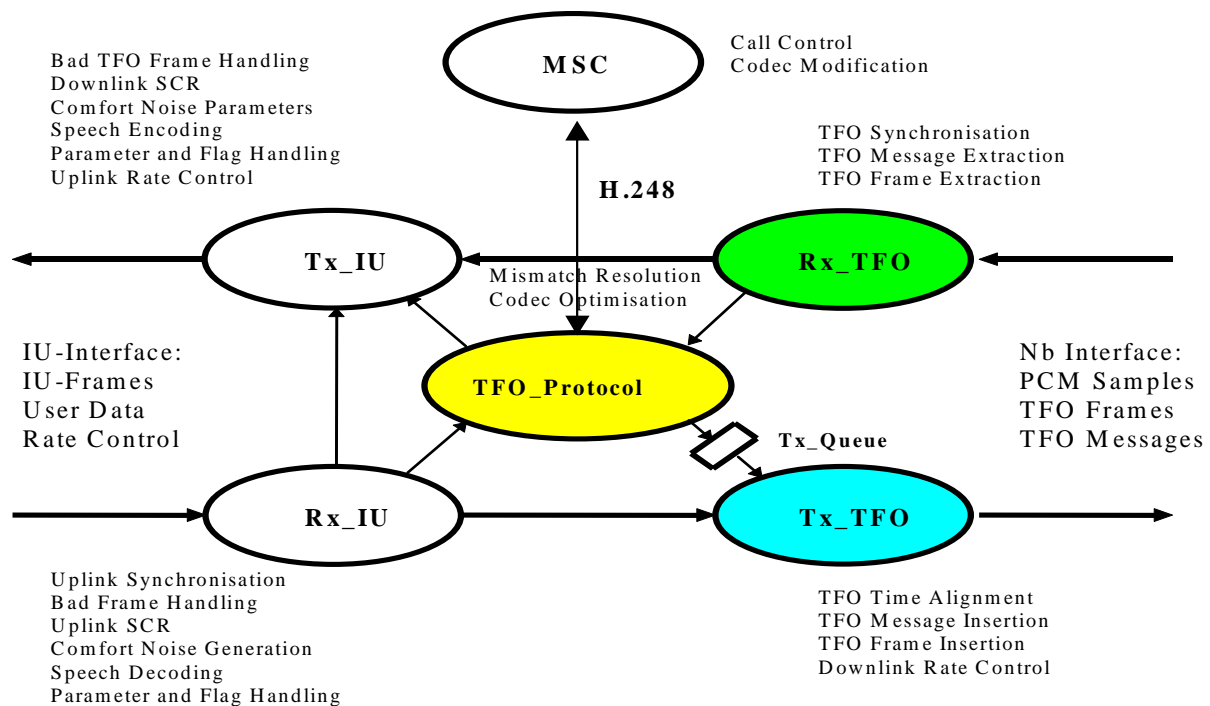 Bad TFO Frame Handling
Downlink SCR
Comfort Noise Parameters
Speech Encoding
Parameter and Flag Handling
Uplink Rate Control
MSC
Call Control
Codec Modification
TFO Synchronisation
TFO Message Extraction
TFO Frame Extraction
H.248
Tx_IU
Rx_TFO
Mismatch Resolution
Codec Optimisation
IU-Interface:
IU-Frames
User Data
Rate Control
TFO_Protocol
Nb Interface:
PCM Samples
TFO Frames
TFO Messages
Tx_Queue
Rx_IU
Tx_TFO
Uplink Synchronisation
Bad Frame Handling
Uplink SCR
Comfort Noise Generation
Speech Decoding
Parameter and Flag Handling
TFO Time Alignment
TFO Message Insertion
TFO Frame Insertion
Downlink Rate Control